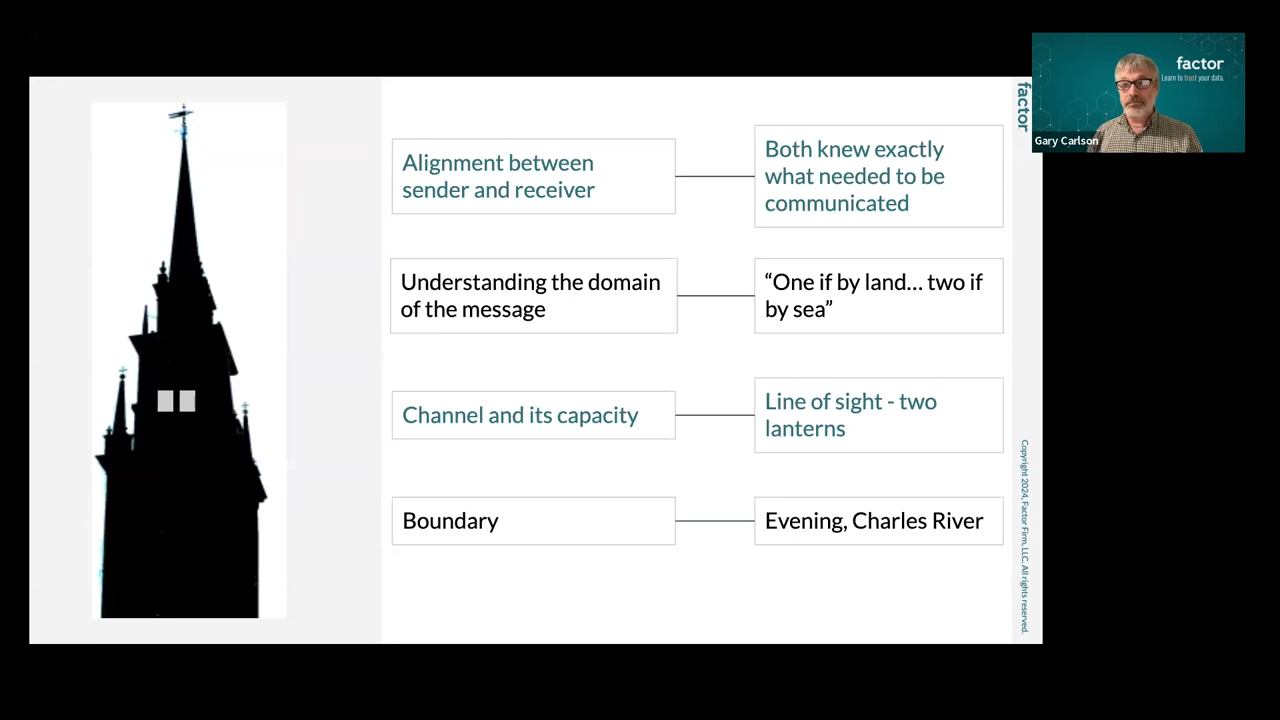 Alignment between
sender and receiver
Both knew exactly
what needed to be
communicated
Understanding the domain
of the message
“One if by land... two if
by sea”
Channel and its capacity
Line of sight - two
lanterns
Boundary
Evening, Charles River
factor
Copyright 2024, Factor Firm, LLC. All rights reserved.
factor
Learn to trust your data.
Gary Carlson